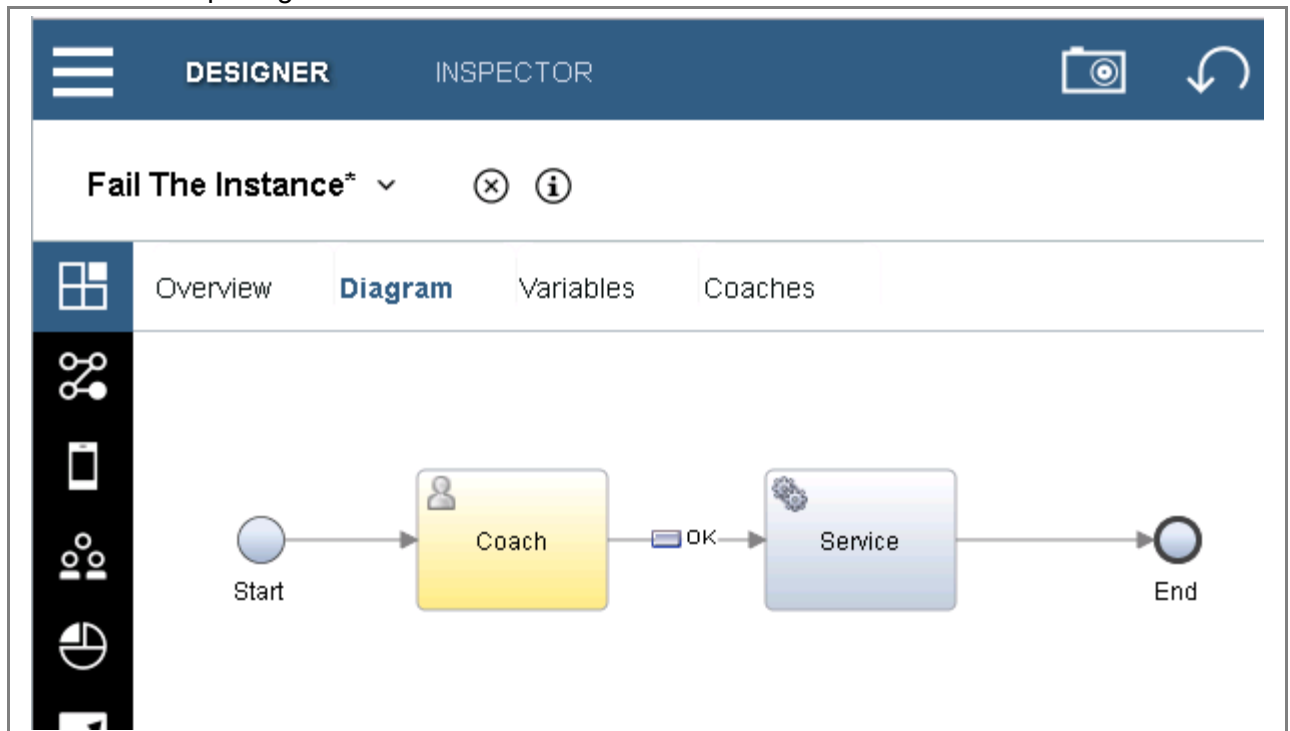 DESIGNER INSPECTOR
Fail The Instance*
Overview Diagram Variables Coaches
Coach OK Service
Start End